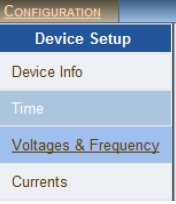 CONFIGURATION
Device Setup
Device Info
Time
Voltages & Frequency
Currents